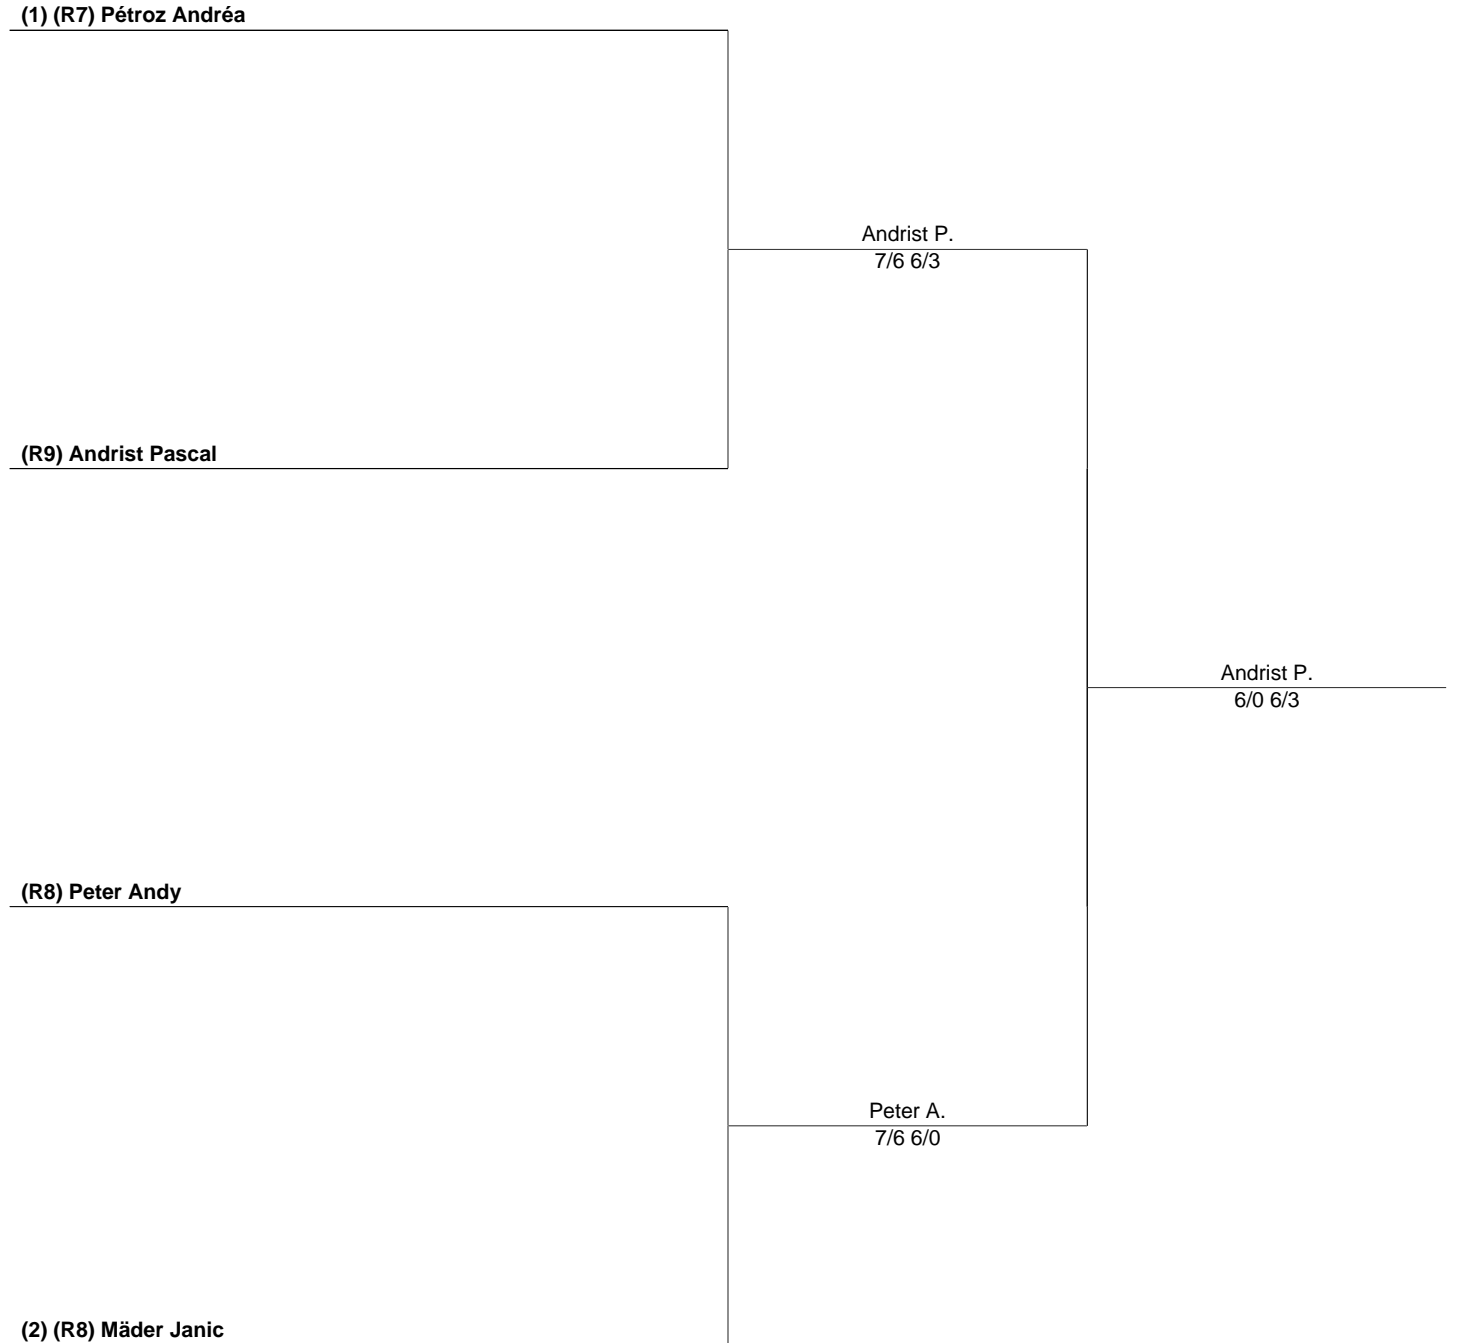 (1) (R7) Pétroz Andréa
Andrist P.
7/6 6/3
(R9) Andrist Pascal
Andrist P.
6/0 6/3
(R8) Peter Andy
Peter A.
7/6 6/0
(2) (R8) Mäder Janic